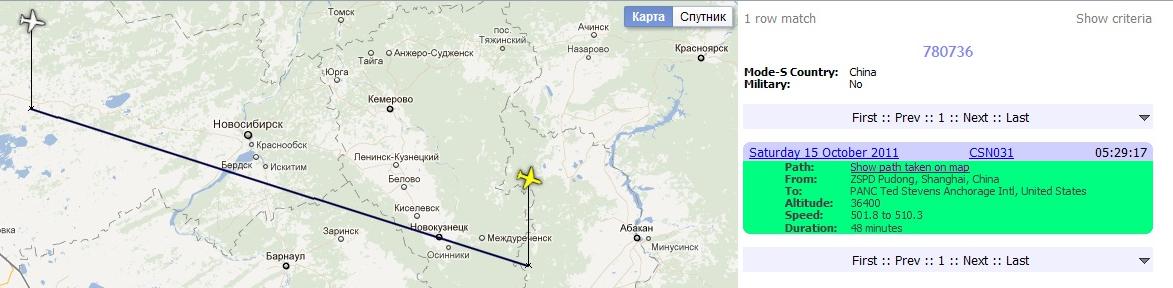 Карта
Спутник
Томск
пос. Тяжинский
Ачинск
Назарово
Красноярск
Тайга
Анжеро-Судженск
Юрга
Кемерово
Новосибирск
Краснообск
Бердск
Искитим
Ленинск-Кузнецкий
Белово
Киселевск
Новокузнецк
Заринск
Междуреченск
Осинники
Барнаул
Абакан
Минусинск
овка
1 row match
Show criteria
780736
Mode-S Country: China
Military: No
First :: Prev :: 1 :: Next :: Last
Saturday 15 October 2011 CSN031 05:29:17
Path: Show path taken on map
From: ZSPD Pudong, Shanghai, China
To: PANC Ted Stevens Anchorage Intl, United States
Altitude: 36400
Speed: 501.8 to 510.3
Duration: 48 minutes
First :: Prev :: 1 :: Next :: Last